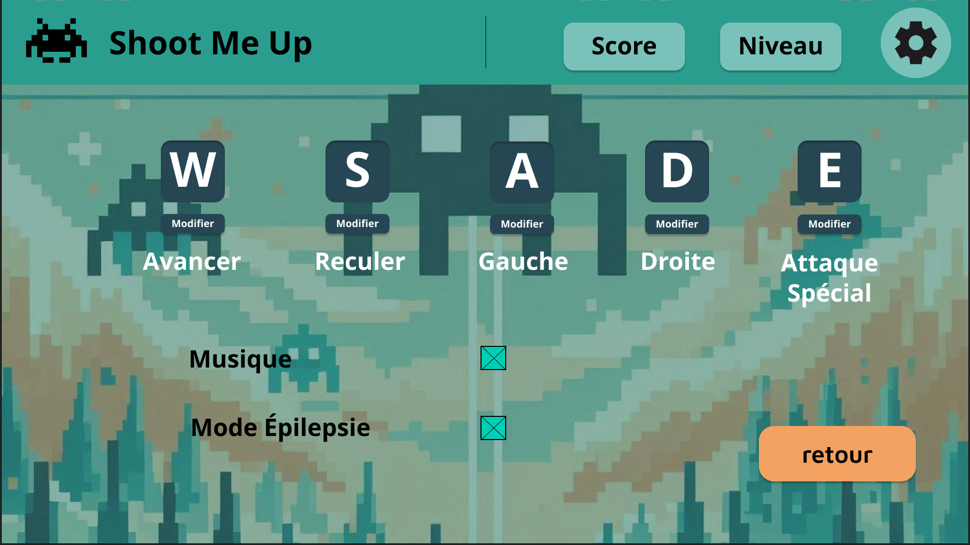 Shoot Me Up
Score
Niveau
W
S
A
D
E
Modifier
Modifier
Modifier
Modifier
Modifier
Avancer
Reculer
Gauche
Droite
Attaque
Spécial
Musique
Mode Épilepsie
retour